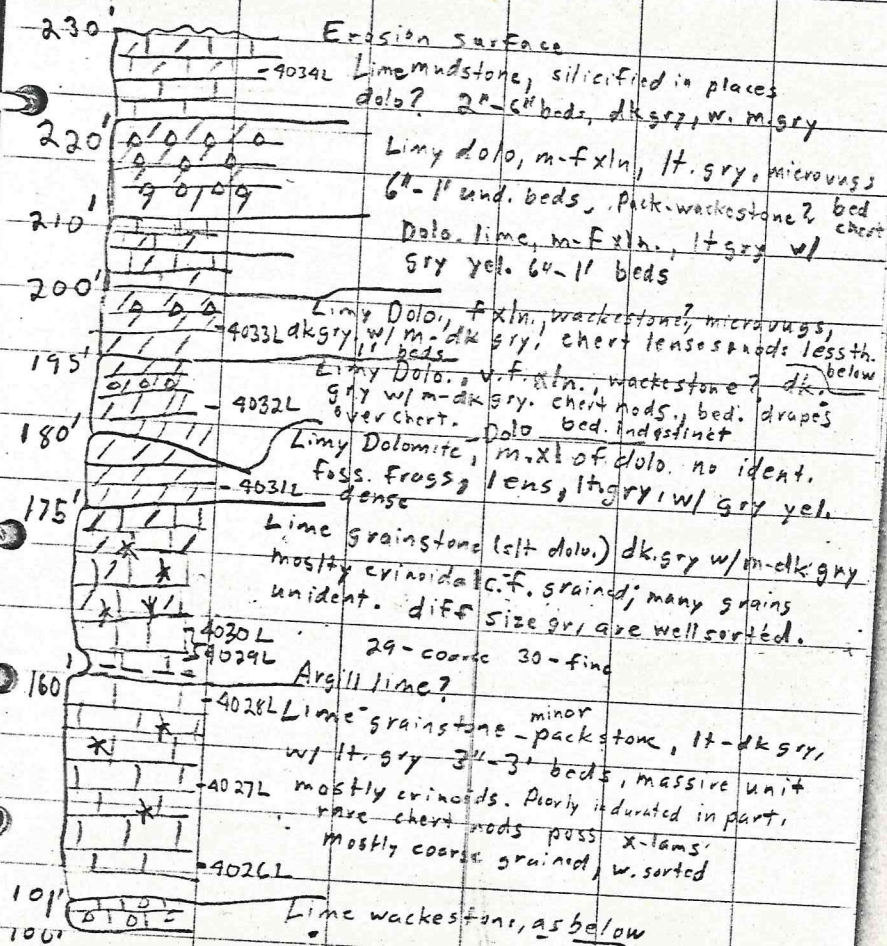 230'
Erosion surface
-4034L Limemudstone, silicified in places
dolo? 2"-6" beds, dk gry, w. m. gry
220'
Limy dolo, m-f xln, lt. gry, microvugs
6"-1' und. beds, Pack-wackestone? bed chert
210'
Dolo. lime, m-f xln., lt gry w/
gry yel. 6"-1' beds
200'
Limy Dolo., f xln., wackestone?, microvugs,
-4033L dkgry, w/ m-dk gry, chert lenses & nods less th.
1' beds below
195'
Limy Dolo., v.f. xln., wackestone? dk.
- 4032L gry w/ m-dk gry. chert nods., bed. drapes
over chert. Dolo bed. indestinct
180'
Limy Dolomite, m. xl of dolo. no ident.
foss. frags, lens, lt. gry, w/ gry yel.
-4031L dense
175'
Lime grainstone (slt dolo.) dk. gry w/ m-dk gry
moslty crinoidal c.-f. grained; many grains
unident. diff size gr, are well sorted.
4030L
4029L 29-coarse 30-fine
160'
Argill lime?
-4028L Lime grainstone - minor packstone, lt-dk gry,
w/ lt. gry 3"-3' beds, massive unit
-4027L mostly crinoids. Poorly indurated in part.
rare chert nods poss x-lams
mostly coarse grained, w. sorted
-4026L
101'
Lime wackestone, as below
100'